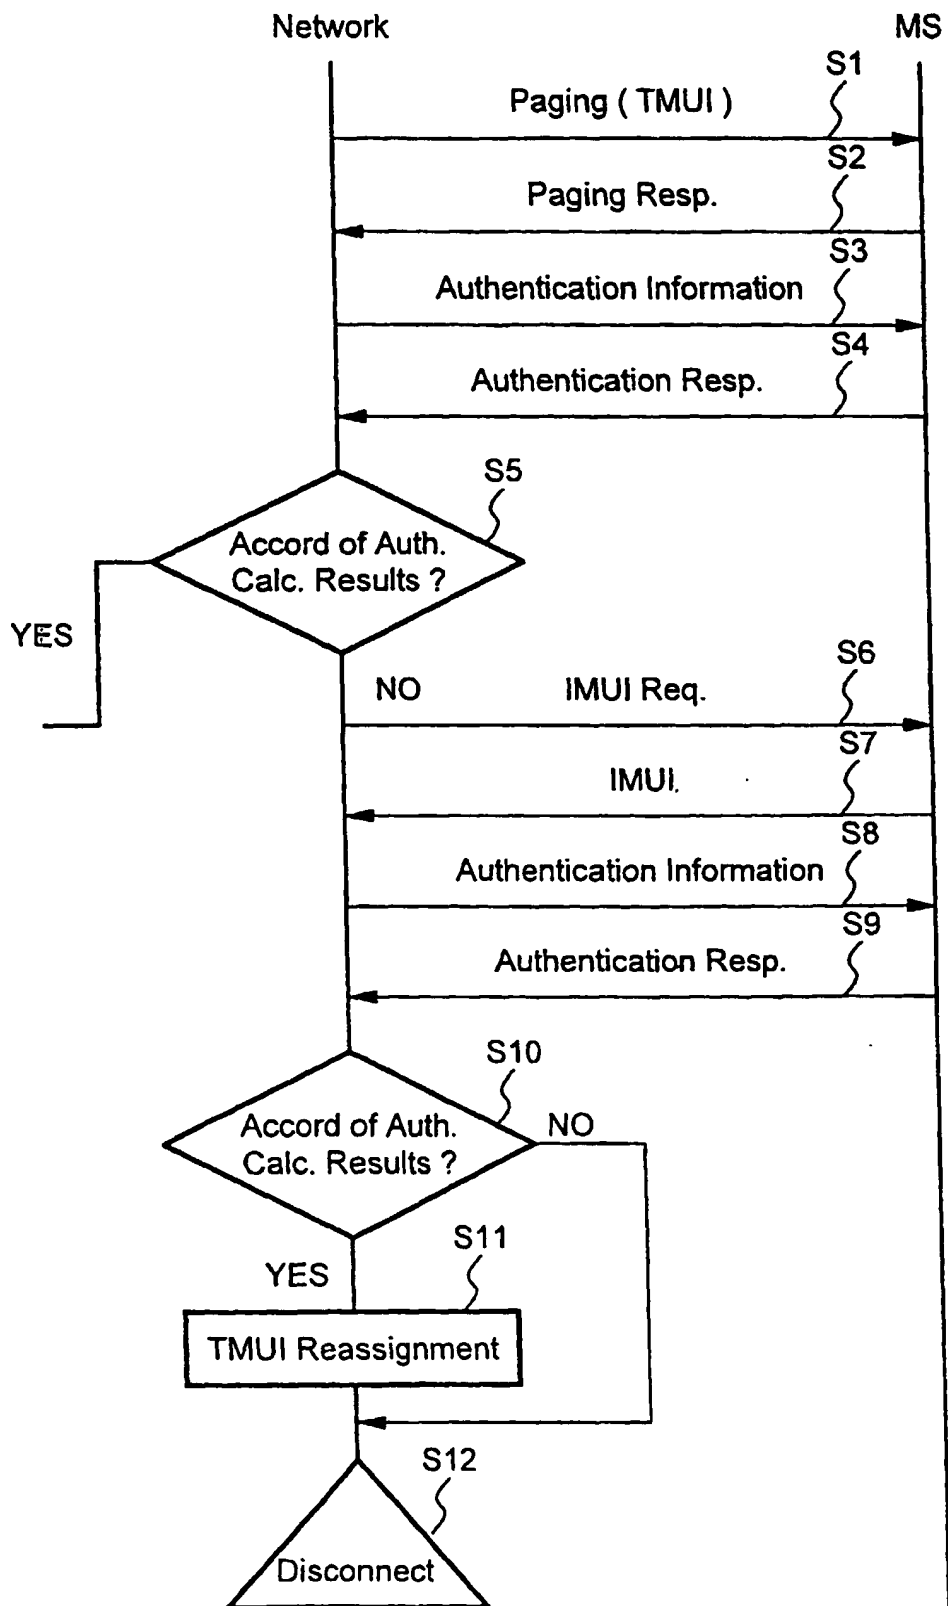 Network
MS
S1
Paging ( TMUI )
S2
Paging Resp.
S3
Authentication Information
S4
Authentication Resp.
S5
Accord of Auth.
Calc. Results ?
YES
S6
NO
IMUI Req.
S7
IMUI.
S8
Authentication Information
S9
Authentication Resp.
S10
Accord of Auth.
Calc. Results ?
NO
S11
YES
TMUI Reassignment
S12
Disconnect